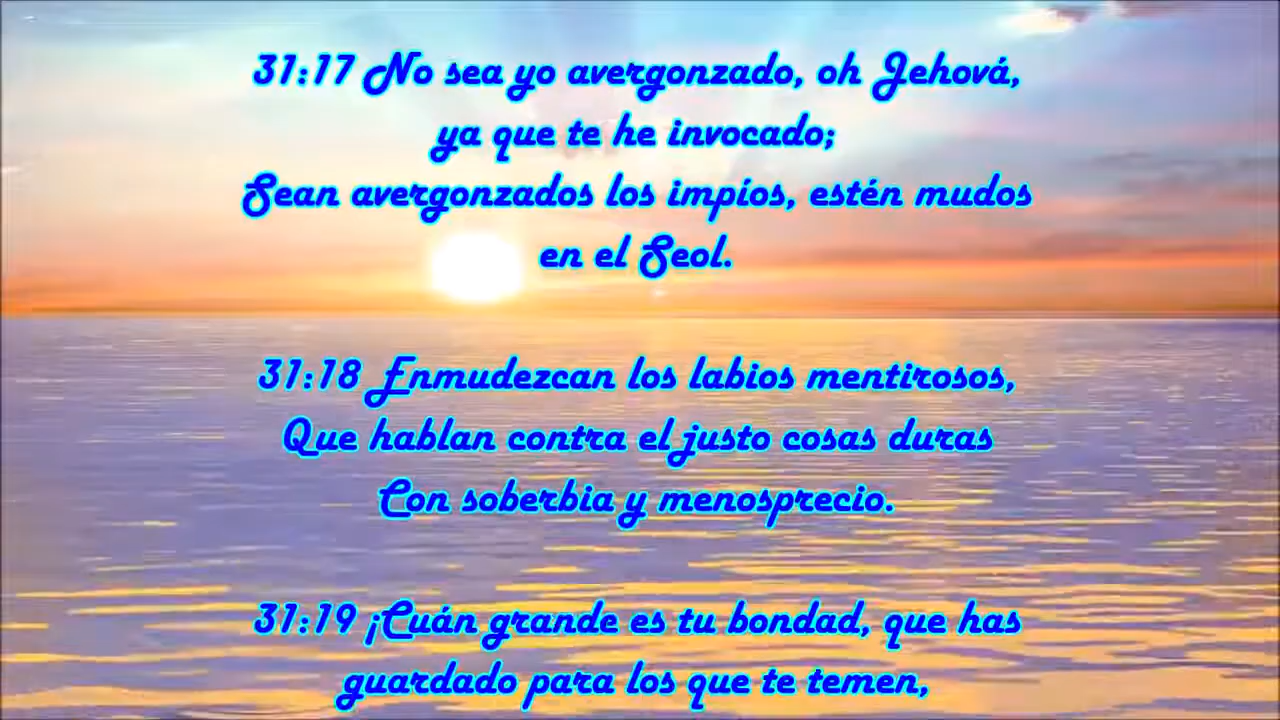 31:17 No sea yo avergonzado, oh Jehová,
ya que te he invocado;
Sean avergonzados los impíos, estén mudos
en el Seol.
31:18 Enmudezcan los labios mentirosos,
Que hablan contra el justo cosas duras
Con soberbia y menosprecio.
31:19 ¡Cuán grande es tu bondad, que has
guardado para los que te temen,